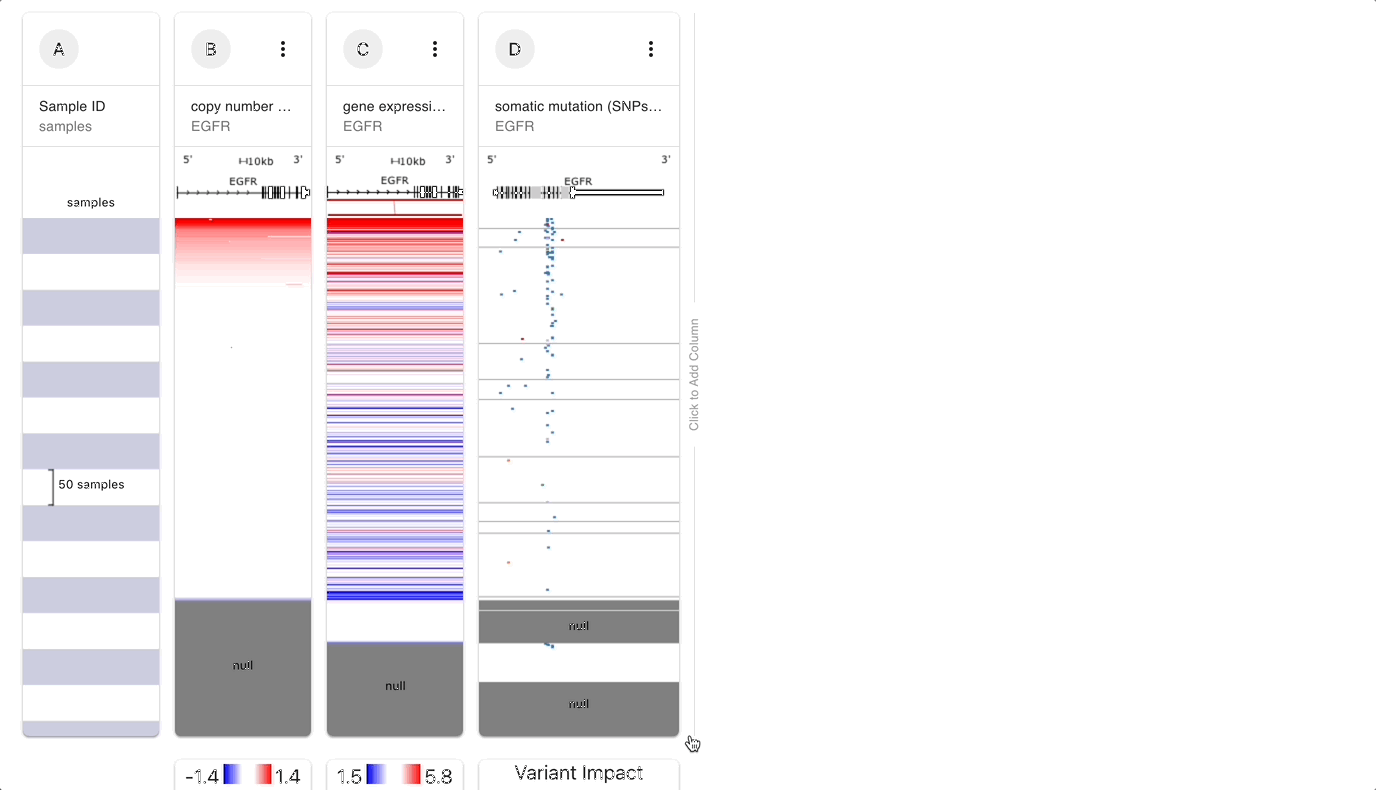 A
B
C
D
Sample ID
samples
copy number ...
EGFR
gene expressi...
EGFR
somatic mutation (SNPs...
EGFR
samples
5'
10kb
3'
EGFR
5'
10kb
3'
EGFR
5'
3'
EGFR
50 samples
null
null
null
null
Click to Add Column
-1.4
1.4
1.5
5.8
Variant Impact